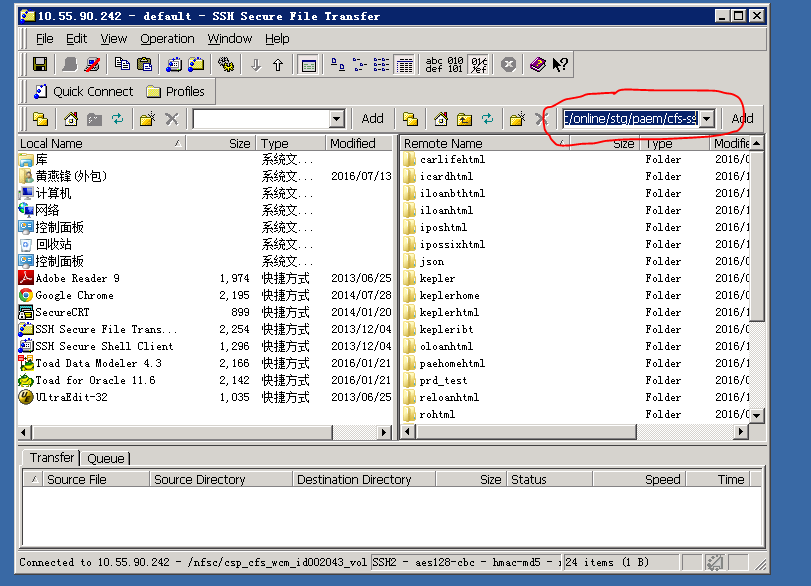 10.55.90.242 - default - SSH Secure File Transfer
File Edit View Operation Window Help
abc def 010 101
Quick Connect Profiles
Add /online/stg/paem/cfs-ss Add
Local Name Size Type Modified
库 系统文...
黄燕锋(外包) 系统文... 2016/07/13
计算机 系统文...
网络 系统文...
控制面板 系统文...
回收站 系统文...
控制面板 系统文...
Adobe Reader 9 1,974 快捷方式 2013/06/25
Google Chrome 2,195 快捷方式 2014/07/28
SecureCRT 899 快捷方式 2014/01/20
SSH Secure File Trans... 2,254 快捷方式 2013/12/04
SSH Secure Shell Client 1,296 快捷方式 2013/12/04
Toad Data Modeler 4.3 2,166 快捷方式 2016/01/21
Toad for Oracle 11.6 2,142 快捷方式 2016/01/21
UltraEdit-32 1,035 快捷方式 2013/06/25
Remote Name Size Type Modifie
carlifehtml Folder 2016/0
icardhtml Folder 2016/1
iloanbthtml Folder 2016/1
iloanhtml Folder 2016/1
iposhtml Folder 2016/1
ipossixhtml Folder 2016/1
json Folder 2016/0
kepler Folder 2016/1
keplerhome Folder 2016/1
keplerhtml Folder 2016/1
kepleribt Folder 2016/1
oloanhtml Folder 2016/1
paehomehtml Folder 2016/1
prd_test Folder 2016/0
reloanhtml Folder 2016/1
rohtml Folder 2016/0
Transfer Queue
Source File Source Directory Destination Directory Size Status Speed Time
Connected to 10.55.90.242 - /nfsc/csp_cfs_wcm_id002043_vol SSH2 - aes128-cbc - hmac-md5 - 24 items (1 B)